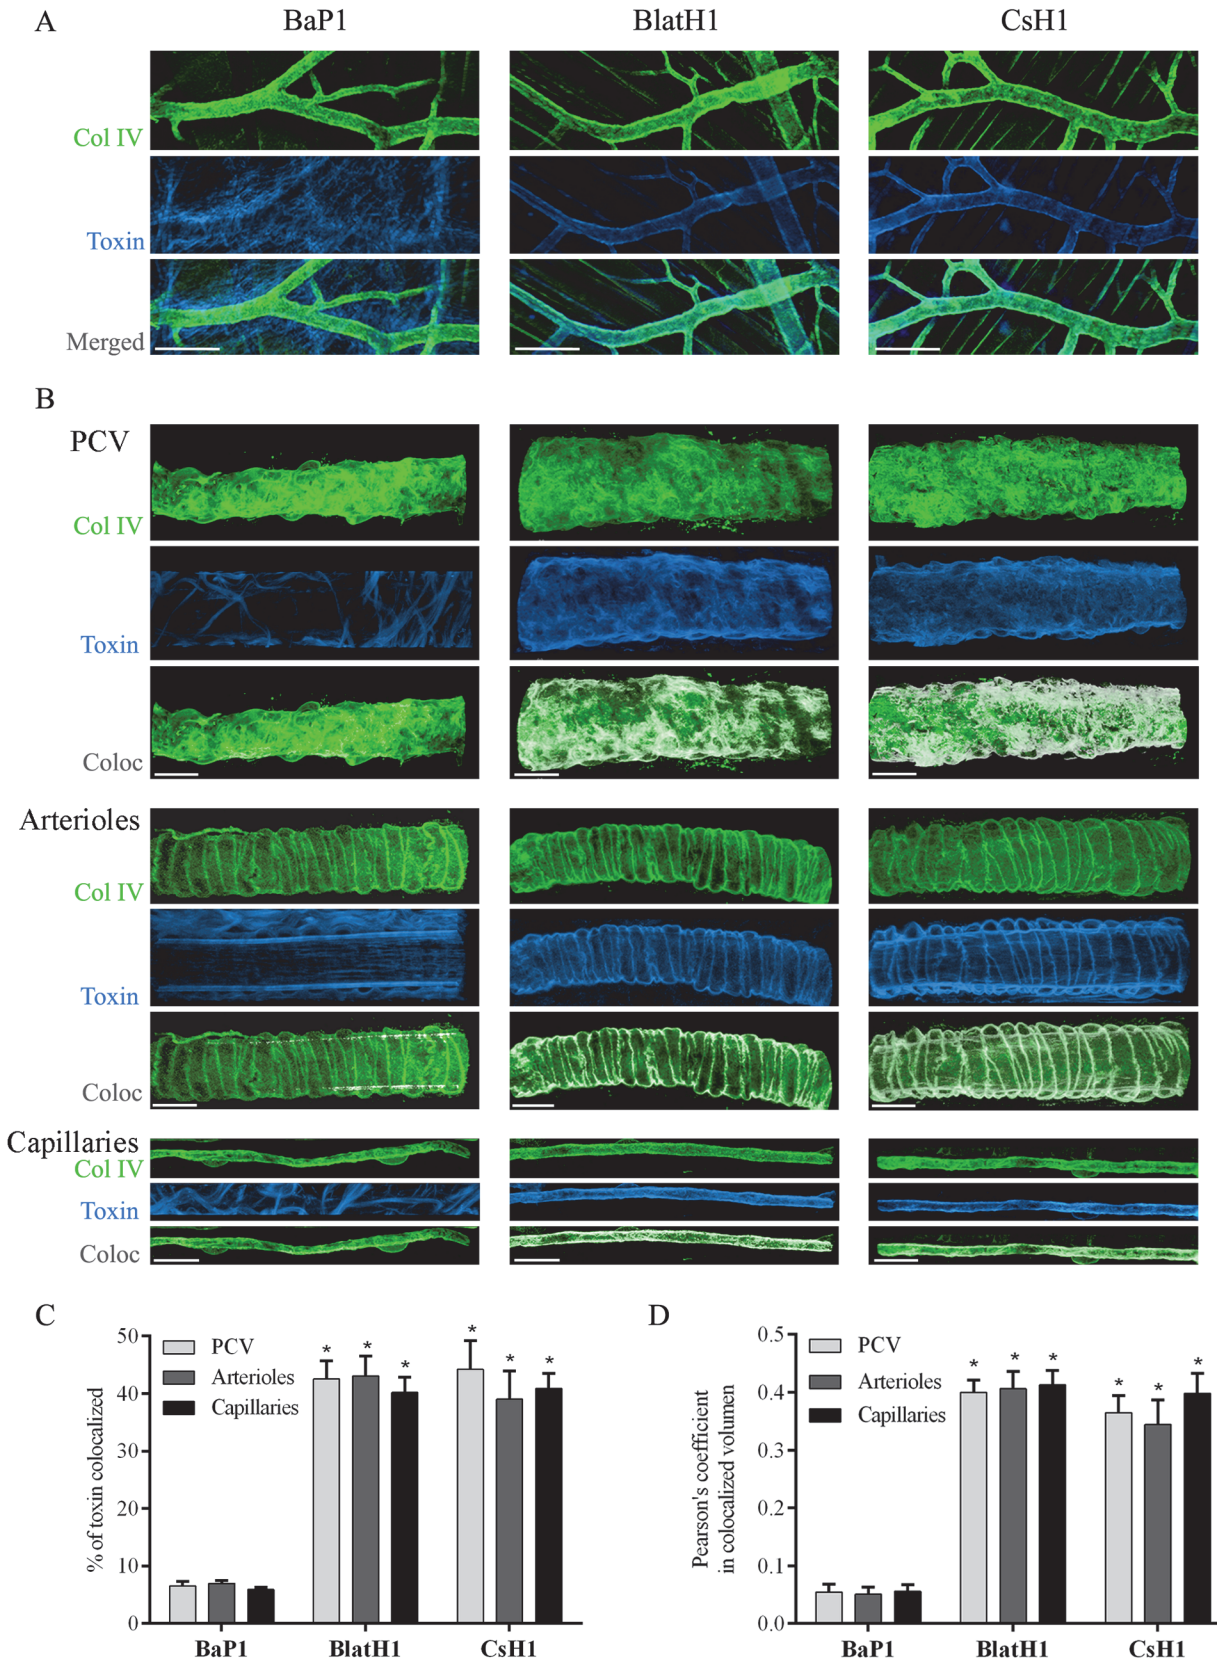 A
BaP1
BlatH1
CsH1
Col IV
Toxin
Merged
B
PCV
Col IV
Toxin
Coloc
Arterioles
Col IV
Toxin
Coloc
Capillaries
Col IV
Toxin
Coloc
C
% of toxin colocalized
50
40
30
20
10
0
PCV
Arterioles
Capillaries
*
*
*
*
*
*
BaP1
BlatH1
CsH1
D
Pearson's coefficient
in colocalized volumen
0.5
0.4
0.3
0.2
0.1
0.0
PCV
Arterioles
Capillaries
*
*
*
*
*
*
BaP1
BlatH1
CsH1